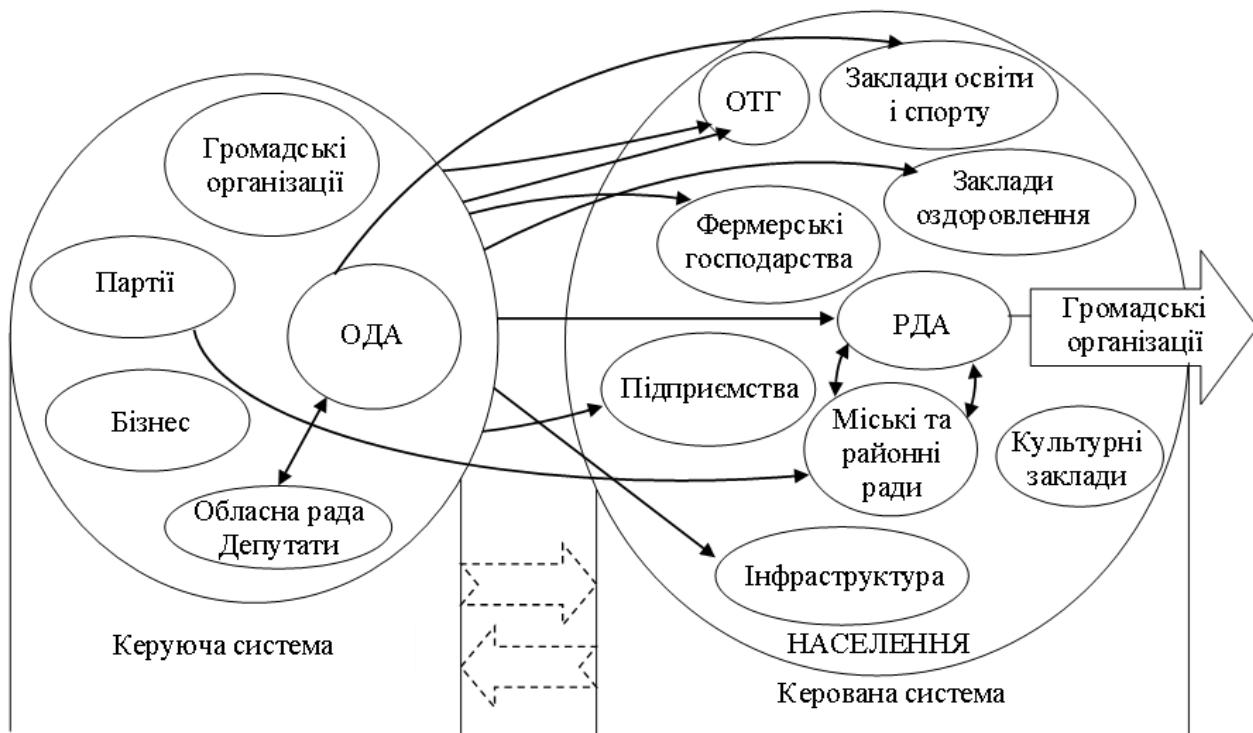 Громадські
організації
Партії
ОДА
Бізнес
Обласна рада
Депутати
Керуюча система
ОТГ
Заклади освіти
і спорту
Заклади
оздоровлення
Фермерські
господарства
РДА
Громадські
організації
Підприємства
Міські та
районні
ради
Культурні
заклади
Інфраструктура
НАСЕЛЕННЯ
Керована система